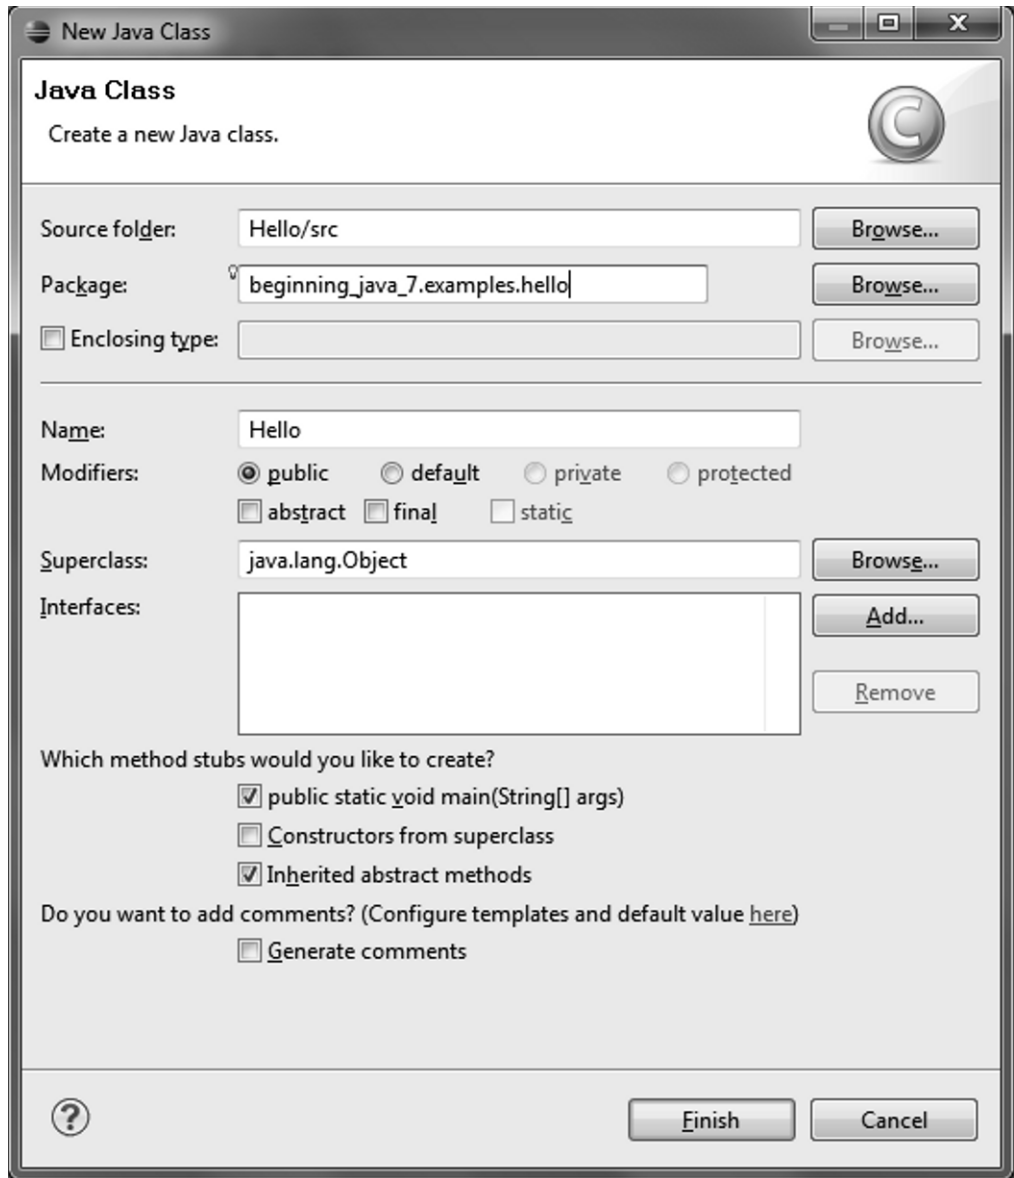 New Java Class
Java Class
Create a new Java class.
C
Source folder: Hello/src Browse...
Package: beginning_java_7.examples.hello Browse...
Enclosing type: Browse...
Name: Hello
Modifiers: public default private protected
abstract final static
Superclass: java.lang.Object Browse...
Interfaces: Add...
Remove
Which method stubs would you like to create?
public static void main(String[] args)
Constructors from superclass
Inherited abstract methods
Do you want to add comments? (Configure templates and default value here)
Generate comments
? Finish Cancel